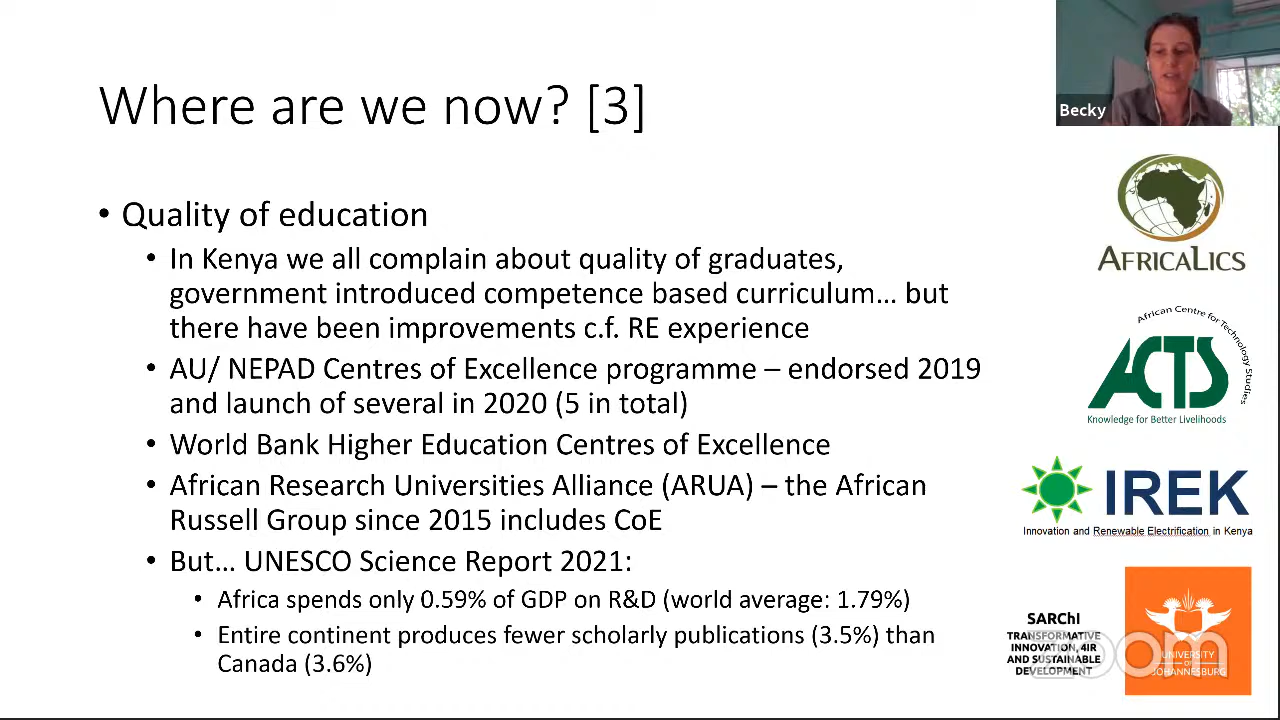 Where are we now? [3]
Becky
• Quality of education
• In Kenya we all complain about quality of graduates,
government introduced competence based curriculum… but
there have been improvements c.f. RE experience
• AU/ NEPAD Centres of Excellence programme – endorsed 2019
and launch of several in 2020 (5 in total)
• World Bank Higher Education Centres of Excellence
• African Research Universities Alliance (ARUA) – the African
Russell Group since 2015 includes CoE
• But… UNESCO Science Report 2021:
• Africa spends only 0.59% of GDP on R&D (world average: 1.79%)
• Entire continent produces fewer scholarly publications (3.5%) than
Canada (3.6%)
AFRICALICS
African Centre for Technology Studies
ACTS
Knowledge for Better Livelihoods
IREK
Innovation and Renewable Electrification in Kenya
SARChI
TRANSFORMATIVE
INNOVATION, 4IR
AND SUSTAINABLE
DEVELOPMENT
UNIVERSITY
OF
JOHANNESBURG
zoom